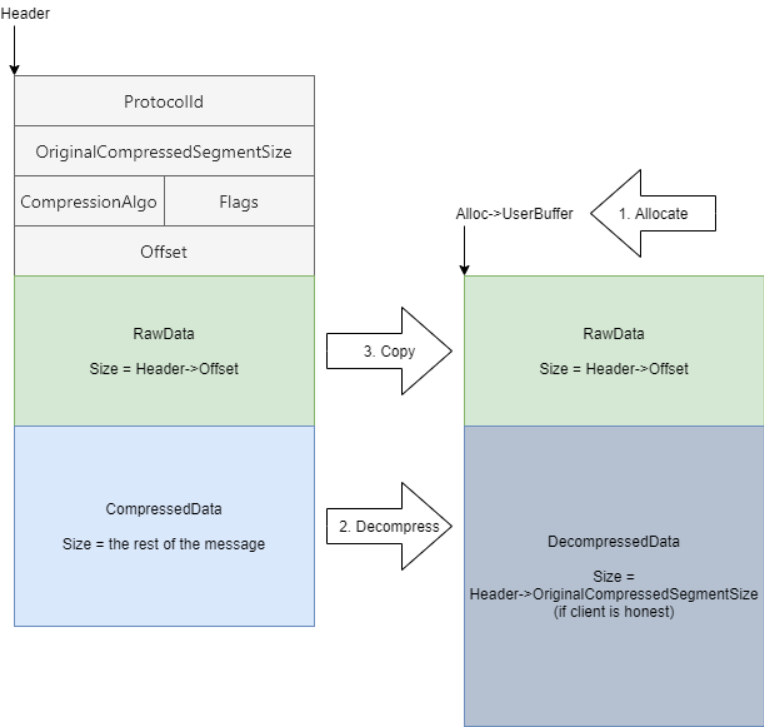 Header
ProtocolId
OriginalCompressedSegmentSize
CompressionAlgo
Flags
Offset
Alloc->UserBuffer
1. Allocate
RawData
Size = Header->Offset
3. Copy
RawData
Size = Header->Offset
CompressedData
Size = the rest of the message
2. Decompress
DecompressedData
Size =
Header->OriginalCompressedSegmentSize
(if client is honest)